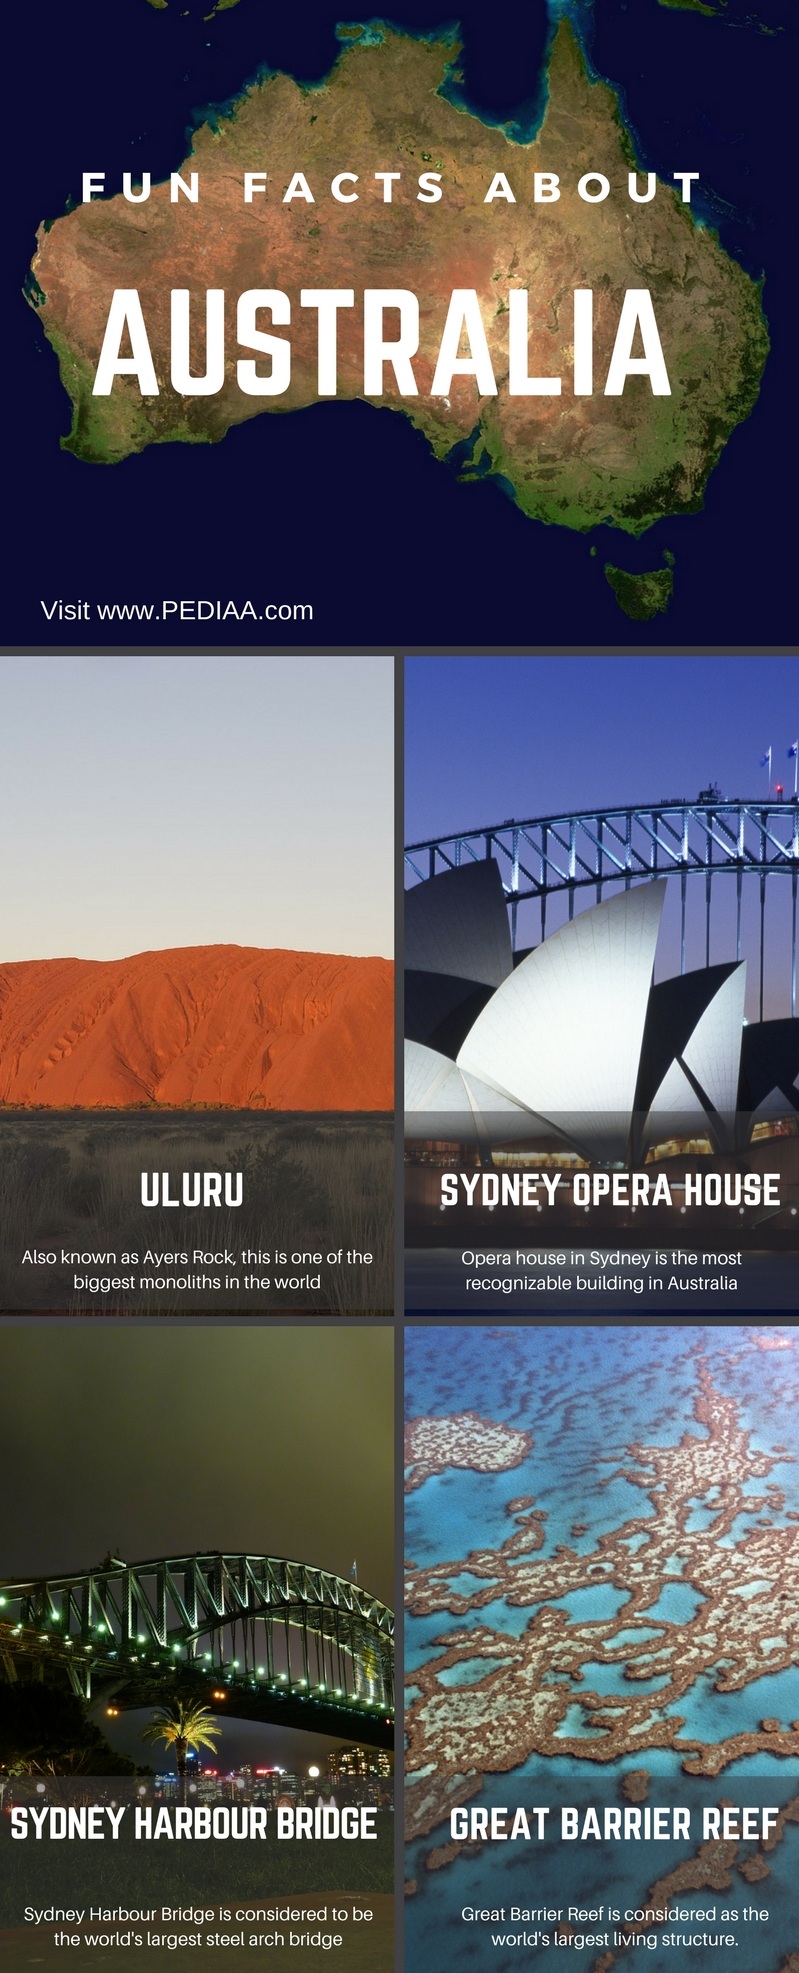 FUN FACTS ABOUT
AUSTRALIA
Visit www.PEDIAA.com
ULURU
Also known as Ayers Rock, this is one of the
biggest monoliths in the world
SYDNEY OPERA HOUSE
Opera house in Sydney is the most
recognizable building in Australia
SYDNEY HARBOUR BRIDGE
Sydney Harbour Bridge is considered to be
the world's largest steel arch bridge
GREAT BARRIER REEF
Great Barrier Reef is considered as the
world's largest living structure.